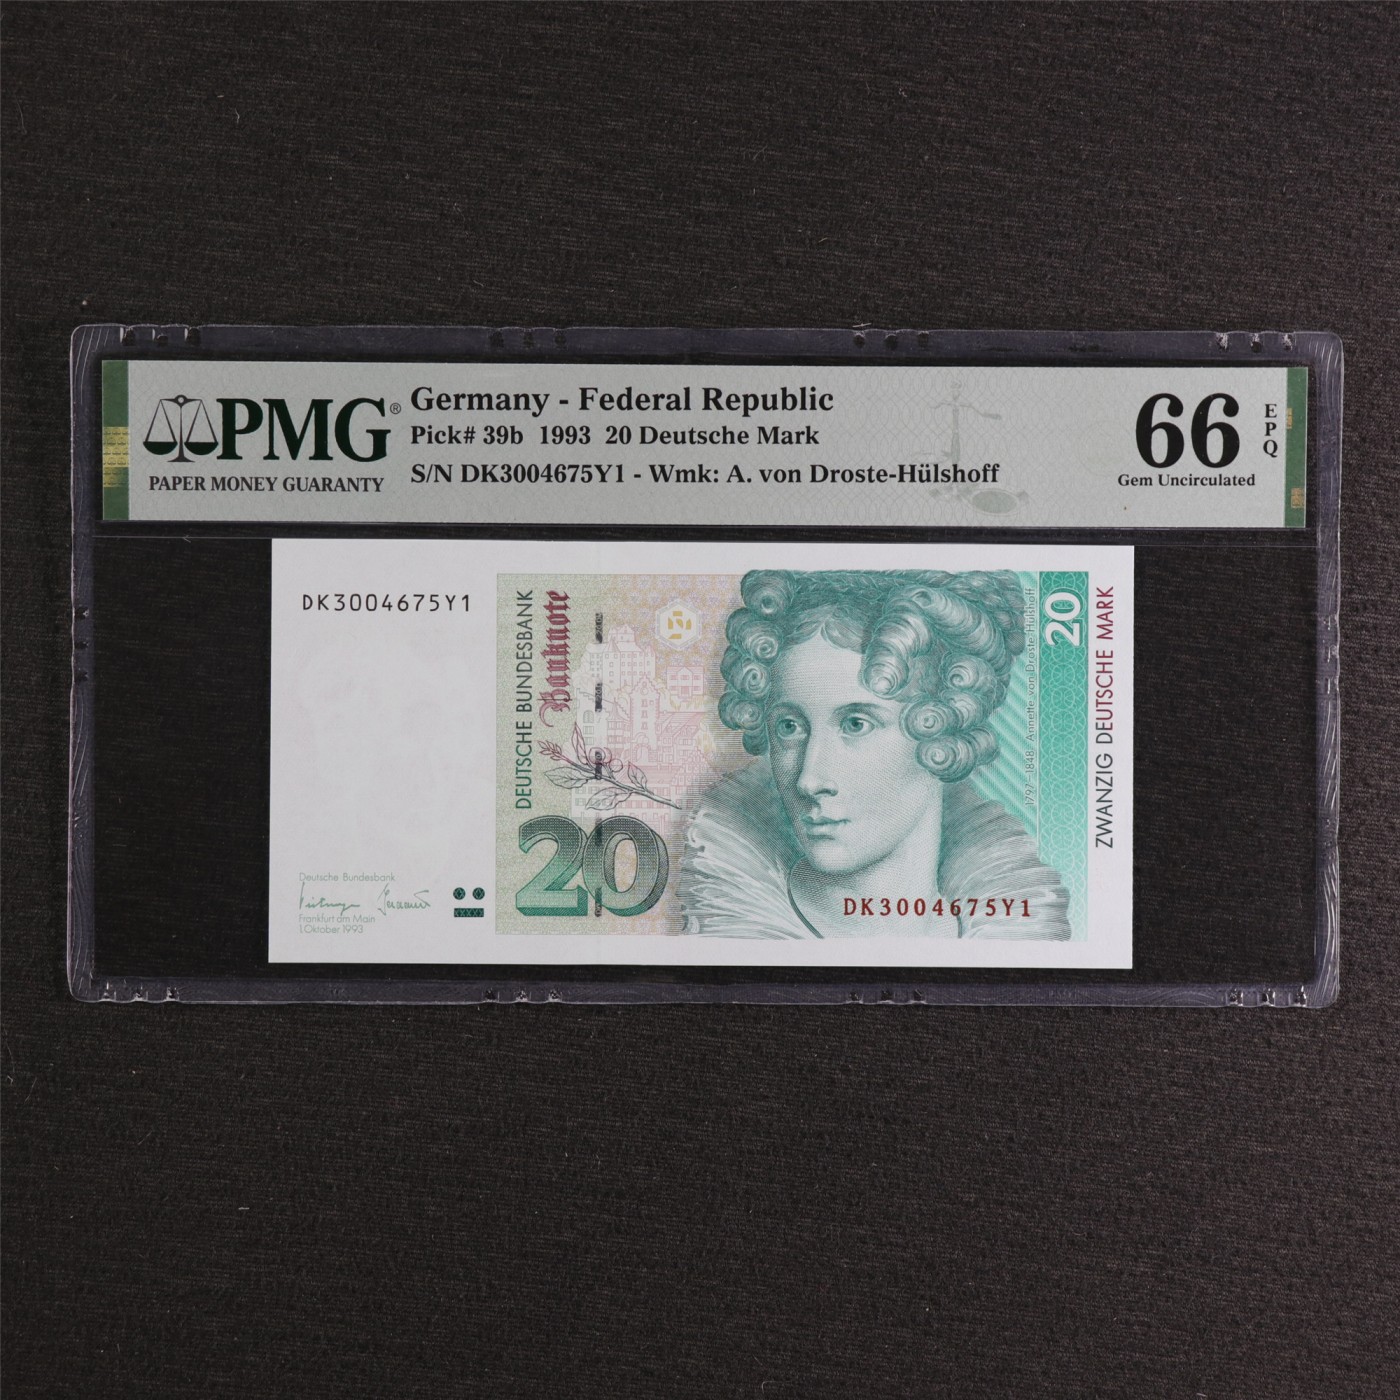 PMG®
PAPER MONEY GUARANTY
Germany - Federal Republic
Pick# 39b 1993 20 Deutsche Mark
S/N DK3004675Y1 - Wmk: A. von Droste-Hülshoff
66
EPQ
Gem Uncirculated
DK3004675Y1
DEUTSCHE BUNDESBANK
Banknote
20
Deutsche Bundesbank
Frankfurt am Main
1. Oktober 1993
1797-1848 Annette von Droste-Hülshoff
20
ZWANZIG DEUTSCHE MARK
DK3004675Y1